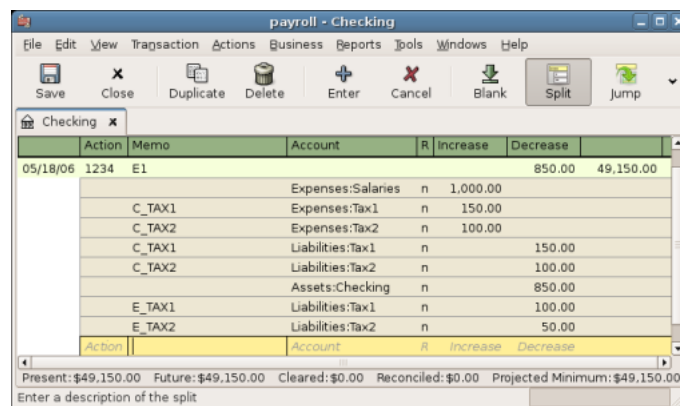 payroll - Checking
File Edit View Transaction Actions Business Reports Tools Windows Help
Save Close Duplicate Delete Enter Cancel Blank Split Jump
Checking
Action Memo Account R Increase Decrease
05/18/06 1234 E1 850.00 49,150.00
Expenses:Salaries n 1,000.00
C_TAX1 Expenses:Tax1 n 150.00
C_TAX2 Expenses:Tax2 n 100.00
C_TAX1 Liabilities:Tax1 n 150.00
C_TAX2 Liabilities:Tax2 n 100.00
Assets:Checking n 850.00
E_TAX1 Liabilities:Tax1 n 100.00
E_TAX2 Liabilities:Tax2 n 50.00
Action Account R Increase Decrease
Present:$49,150.00 Future:$49,150.00 Cleared:$0.00 Reconciled:$0.00 Projected Minimum:$49,150.00
Enter a description of the split